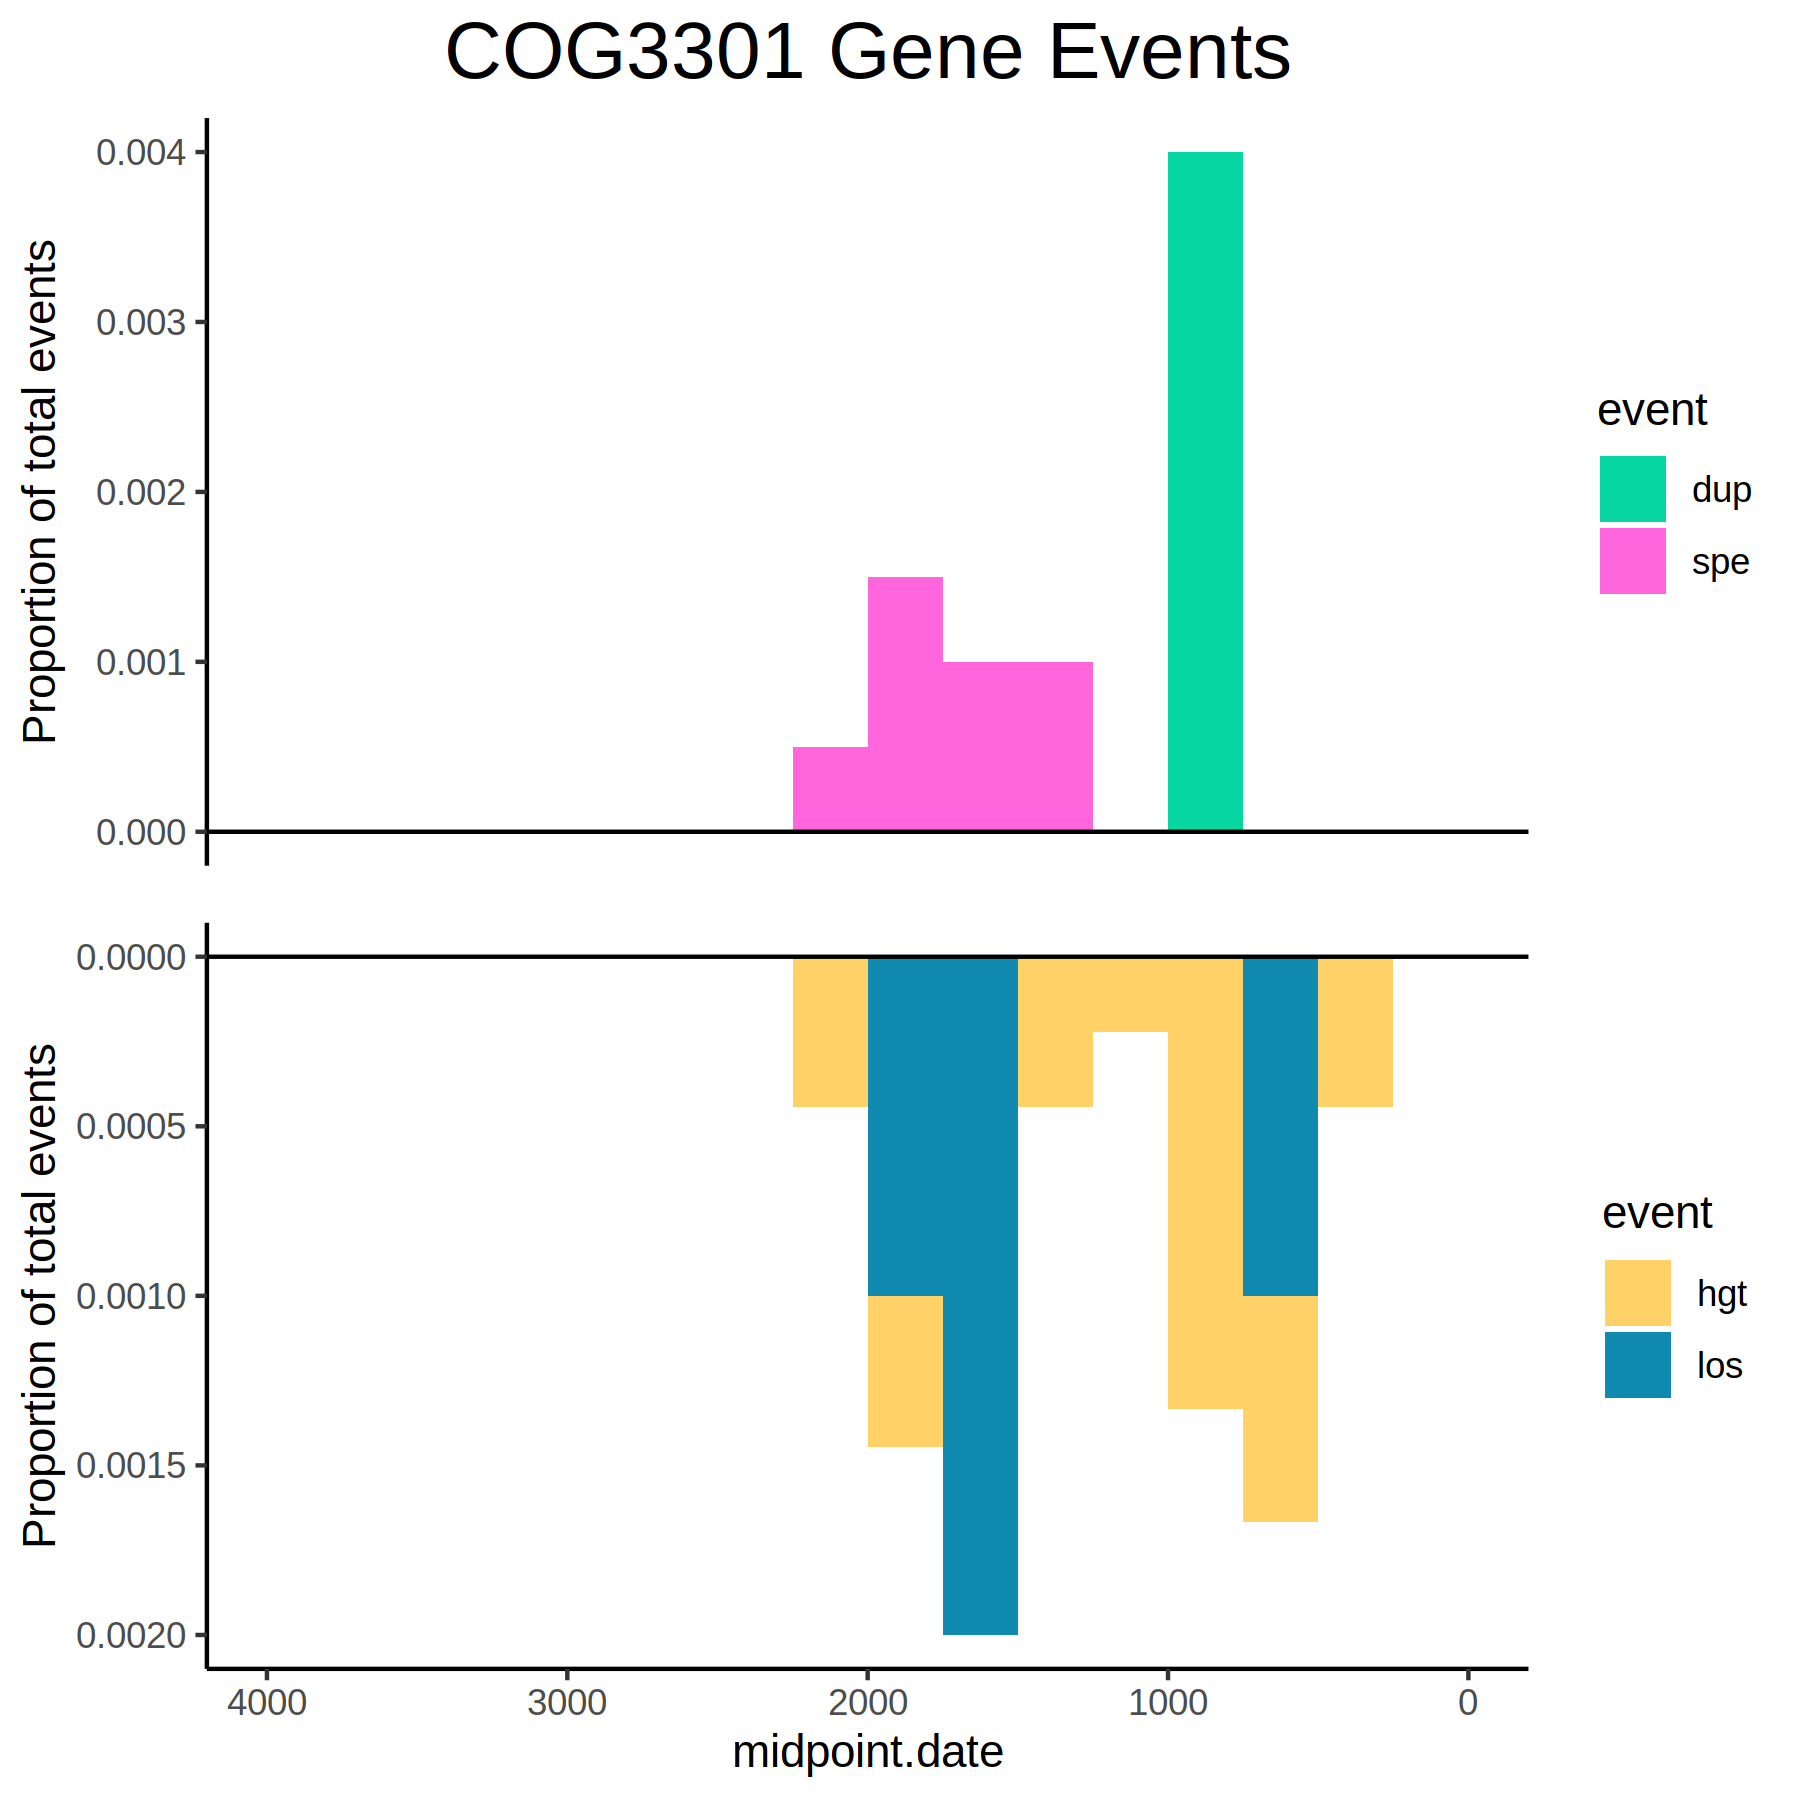 COG3301 Gene Events
Proportion of total events
0.004
0.003
0.002
0.001
0.000
event
dup
spe
Proportion of total events
0.0000
0.0005
0.0010
0.0015
0.0020
event
hgt
los
4000 3000 2000 1000 0
midpoint.date